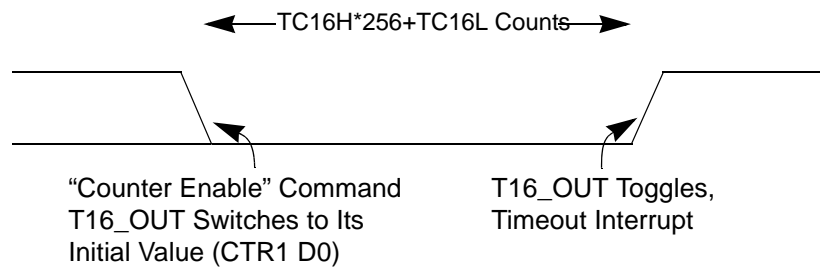 TC16H*256+TC16L Counts
“Counter Enable” Command
T16_OUT Switches to Its
Initial Value (CTR1 D0)
T16_OUT Toggles,
Timeout Interrupt